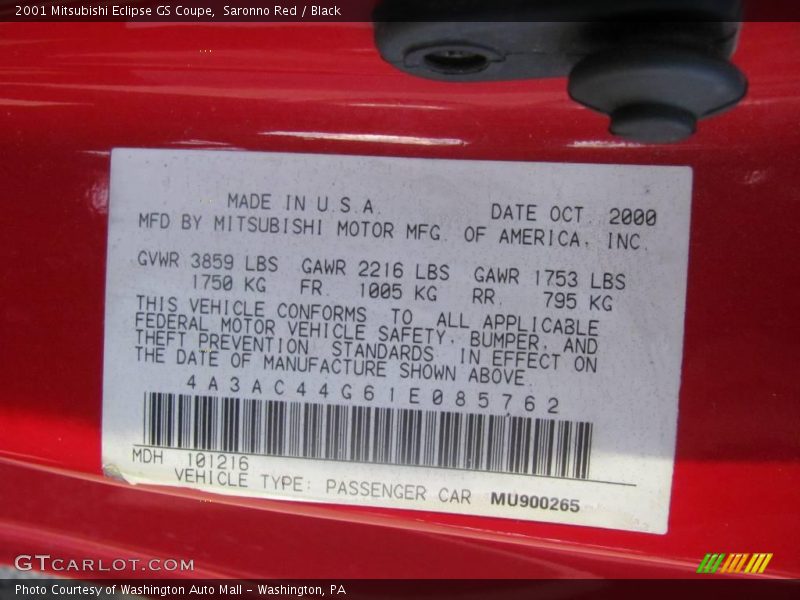 2001 Mitsubishi Eclipse GS Coupe, Saronno Red / Black
MADE IN U.S.A. DATE OCT. 2000
MFD BY MITSUBISHI MOTOR MFG. OF AMERICA, INC.
GVWR 3859 LBS GAWR 2216 LBS GAWR 1753 LBS
1750 KG FR. 1005 KG RR. 795 KG
THIS VEHICLE CONFORMS TO ALL APPLICABLE
FEDERAL MOTOR VEHICLE SAFETY, BUMPER, AND
THEFT PREVENTION STANDARDS IN EFFECT ON
THE DATE OF MANUFACTURE SHOWN ABOVE.
4A3AC44G61E085762
MDH 101216
VEHICLE TYPE: PASSENGER CAR MU900265
GTCARLOT.COM
Photo Courtesy of Washington Auto Mall - Washington, PA